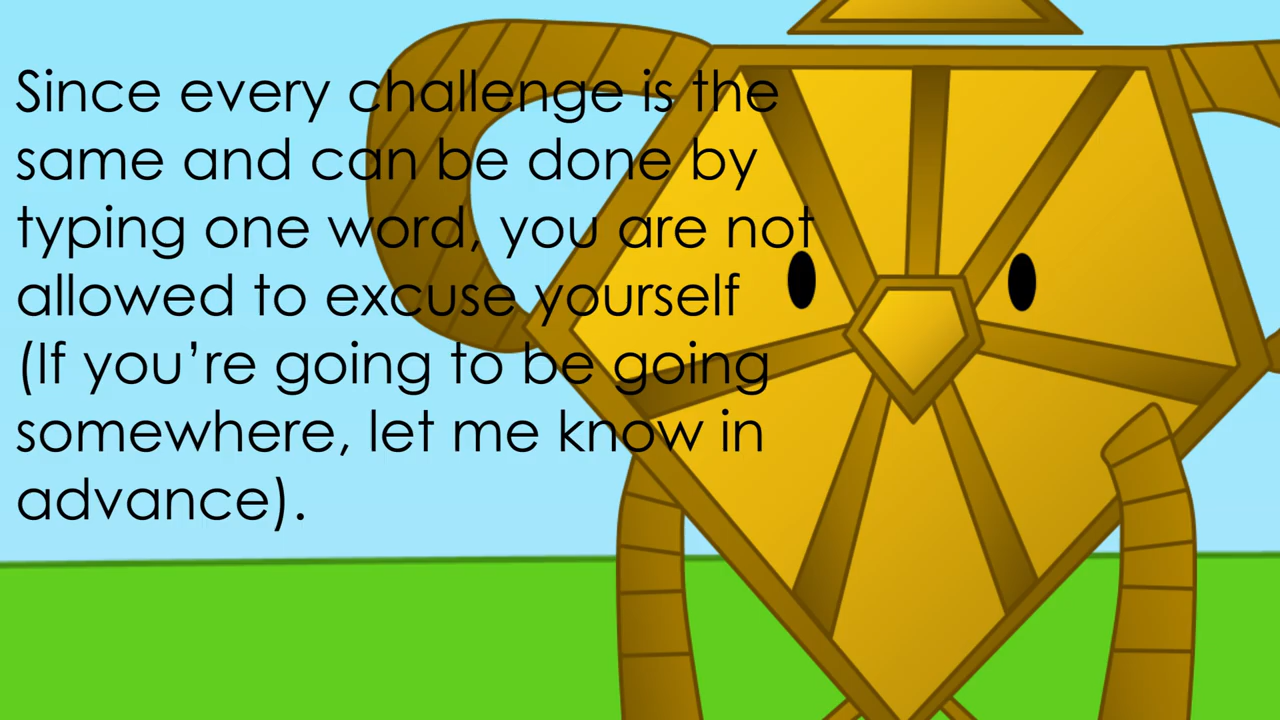 Since every challenge is the
same and can be done by
typing one word, you are not
allowed to excuse yourself
(If you’re going to be going
somewhere, let me know in
advance).